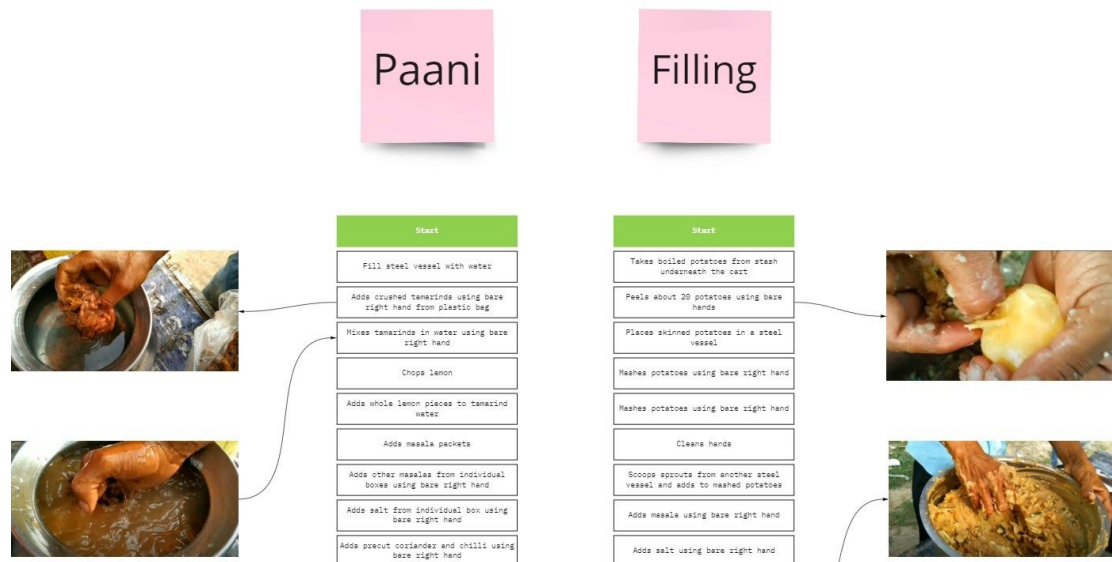 Paani
Filling
Start
Fill steel vessel with water
Adds crushed tamarinds using bare
right hand from plastic bag
Mixes tamarinds in water using bare
right hand
Chops lemon
Adds whole lemon pieces to tamarind
water
Adds masala packets
Adds other masalas from individual
boxes using bare right hand
Adds salt from individual box using
bare right hand
Adds precut coriander and chilli using
bare right hand
Start
Takes boiled potatoes from stash
underneath the cart
Peels about 20 potatoes using bare
hands
Places skinned potatoes in a steel
vessel
Mashes potatoes using bare right hand
Mashes potatoes using bare right hand
Cleans hands
Scoops sprouts from another steel
vessel and adds to mashed potatoes
Adds masala using bare right hand
Adds salt using bare right hand